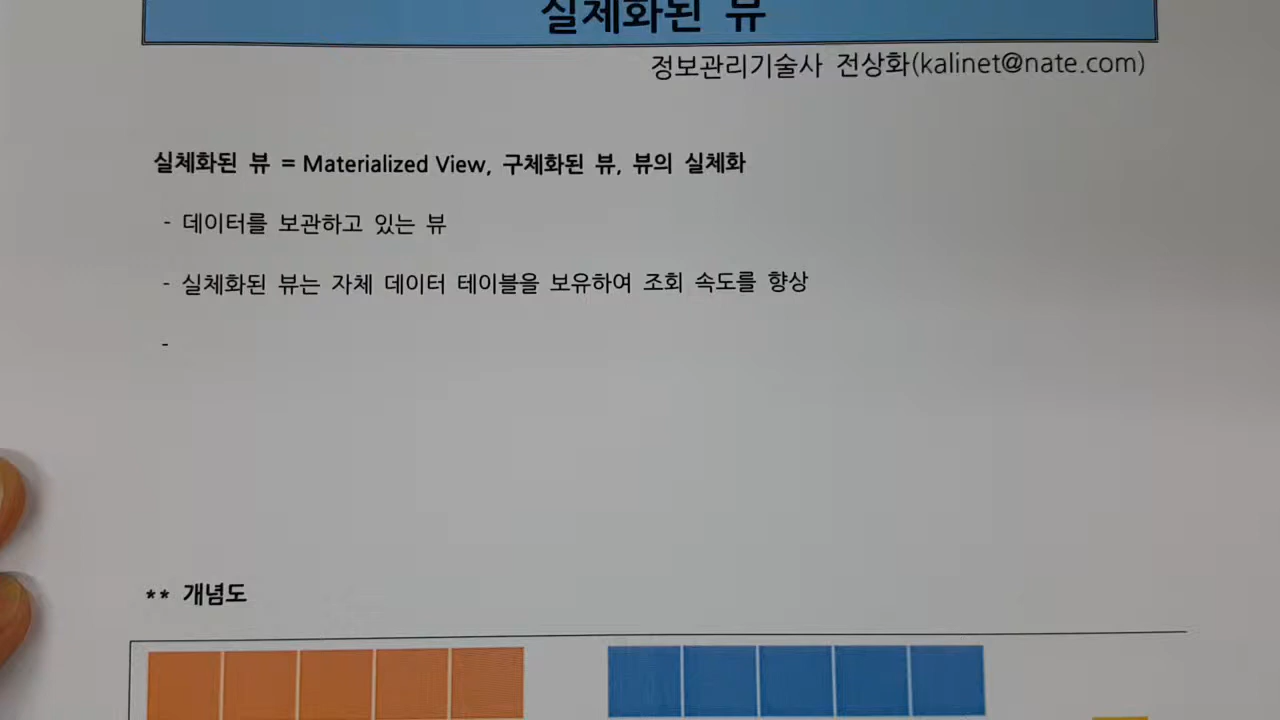 실체화된 뷰
정보관리기술사 전상화(kalinet@nate.com)
실체화된 뷰 = Materialized View, 구체화된 뷰, 뷰의 실체화
- 데이터를 보관하고 있는 뷰
- 실체화된 뷰는 자체 데이터 테이블을 보유하여 조회 속도를 향상
-
** 개념도